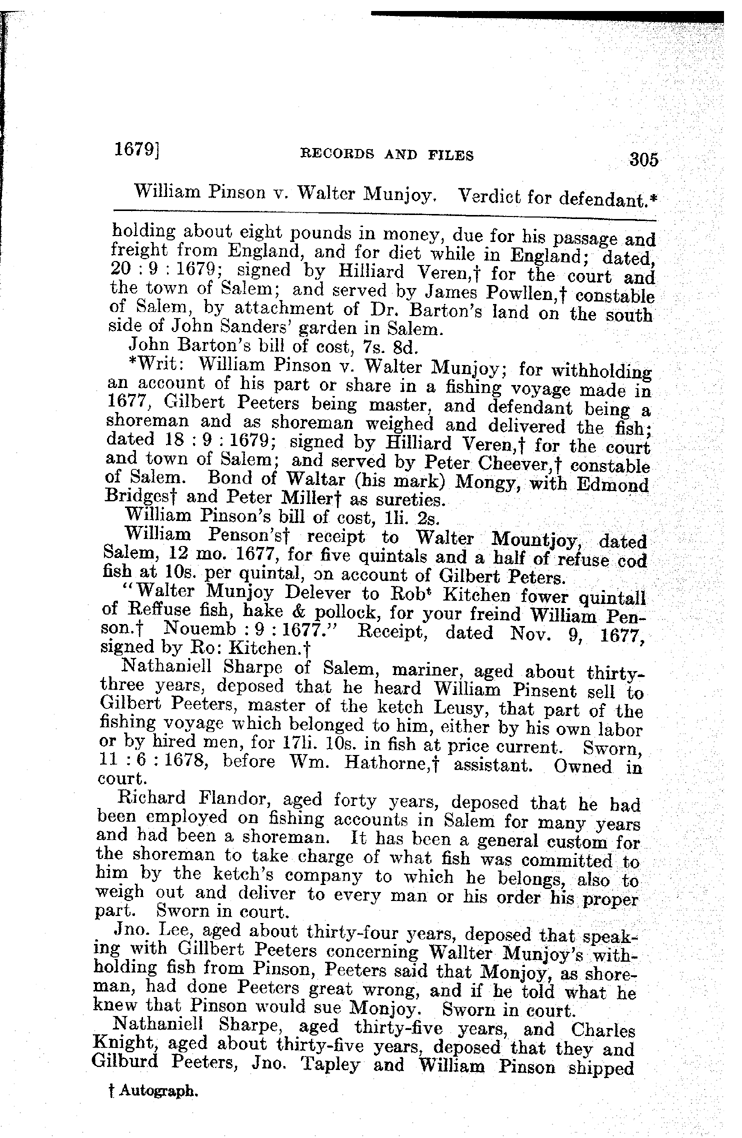 1679] RECORDS AND FILES 305
William Pinson v. Walter Munjoy. Verdict for defendant.*
holding about eight pounds in money, due for his passage and
freight from England, and for diet while in England; dated,
20 : 9 : 1679; signed by Hilliard Veren,† for the court and
the town of Salem; and served by James Powllen,† constable
of Salem, by attachment of Dr. Barton's land on the south
side of John Sanders' garden in Salem.
John Barton's bill of cost, 7s. 8d.
*Writ: William Pinson v. Walter Munjoy; for withholding
an account of his part or share in a fishing voyage made in
1677, Gilbert Peeters being master, and defendant being a
shoreman and as shoreman weighed and delivered the fish;
dated 18 : 9 : 1679; signed by Hilliard Veren,† for the court
and town of Salem; and served by Peter Cheever,† constable
of Salem. Bond of Waltar (his mark) Mongy, with Edmond
Bridges† and Peter Miller† as sureties.
William Pinson's bill of cost, 1li. 2s.
William Penson's† receipt to Walter Mountjoy, dated
Salem, 12 mo. 1677, for five quintals and a half of refuse cod
fish at 10s. per quintal, on account of Gilbert Peters.
"Walter Munjoy Delever to Robᵗ Kitchen fower quintall
of Reffuse fish, hake & pollock, for your freind William Pen-
son.† Nouemb : 9 : 1677." Receipt, dated Nov. 9, 1677,
signed by Ro: Kitchen.†
Nathaniell Sharpe of Salem, mariner, aged about thirty-
three years, deposed that he heard William Pinsent sell to
Gilbert Peeters, master of the ketch Leusy, that part of the
fishing voyage which belonged to him, either by his own labor
or by hired men, for 17li. 10s. in fish at price current. Sworn,
11 : 6 : 1678, before Wm. Hathorne,† assistant. Owned in
court.
Richard Flandor, aged forty years, deposed that he had
been employed on fishing accounts in Salem for many years
and had been a shoreman. It has been a general custom for
the shoreman to take charge of what fish was committed to
him by the ketch's company to which he belongs, also to
weigh out and deliver to every man or his order his proper
part. Sworn in court.
Jno. Lee, aged about thirty-four years, deposed that speak-
ing with Gillbert Peeters concerning Wallter Munjoy's with-
holding fish from Pinson, Peeters said that Monjoy, as shore-
man, had done Peeters great wrong, and if he told what he
knew that Pinson would sue Monjoy. Sworn in court.
Nathaniell Sharpe, aged thirty-five years, and Charles
Knight, aged about thirty-five years, deposed that they and
Gilburd Peeters, Jno. Tapley and William Pinson shipped
† Autograph.